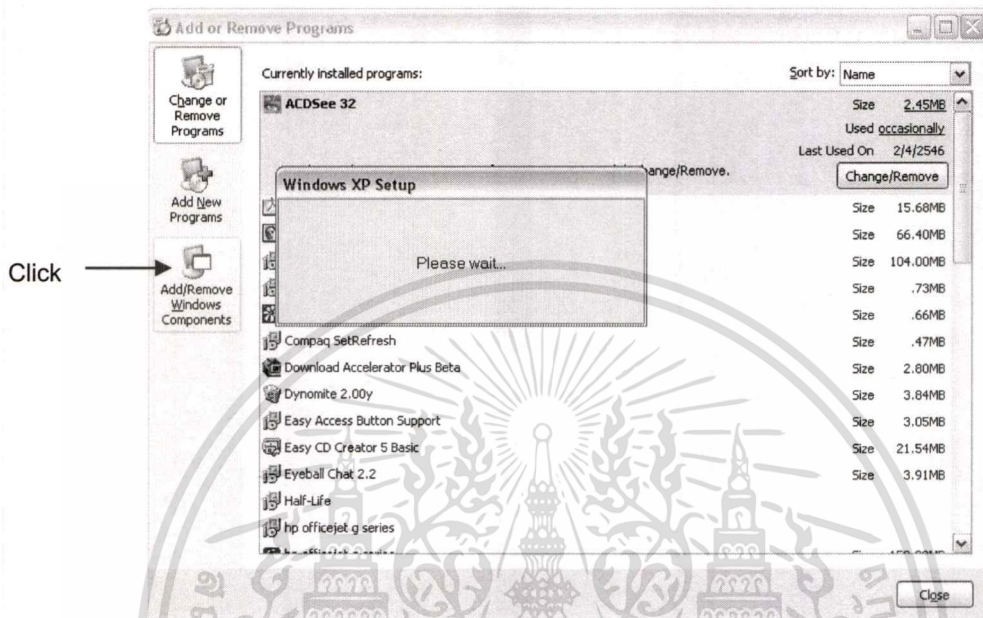 Add or Remove Programs
Change or
Remove
Programs
Add New
Programs
Click
Add/Remove
Windows
Components
Currently installed programs:
Sort by: Name
ACDSee 32
Size 2.45MB
Used occasionally
Last Used On 2/4/2546
Change/Remove.
Change/Remove
Windows XP Setup
Please wait...
Size 15.68MB
Size 66.40MB
Size 104.00MB
Size .73MB
Size .66MB
Compaq SetRefresh Size .47MB
Download Accelerator Plus Beta Size 2.80MB
Dynomite 2.00y Size 3.84MB
Easy Access Button Support Size 3.05MB
Easy CD Creator 5 Basic Size 21.54MB
Eyeball Chat 2.2 Size 3.91MB
Half-Life
hp officejet g series
Close